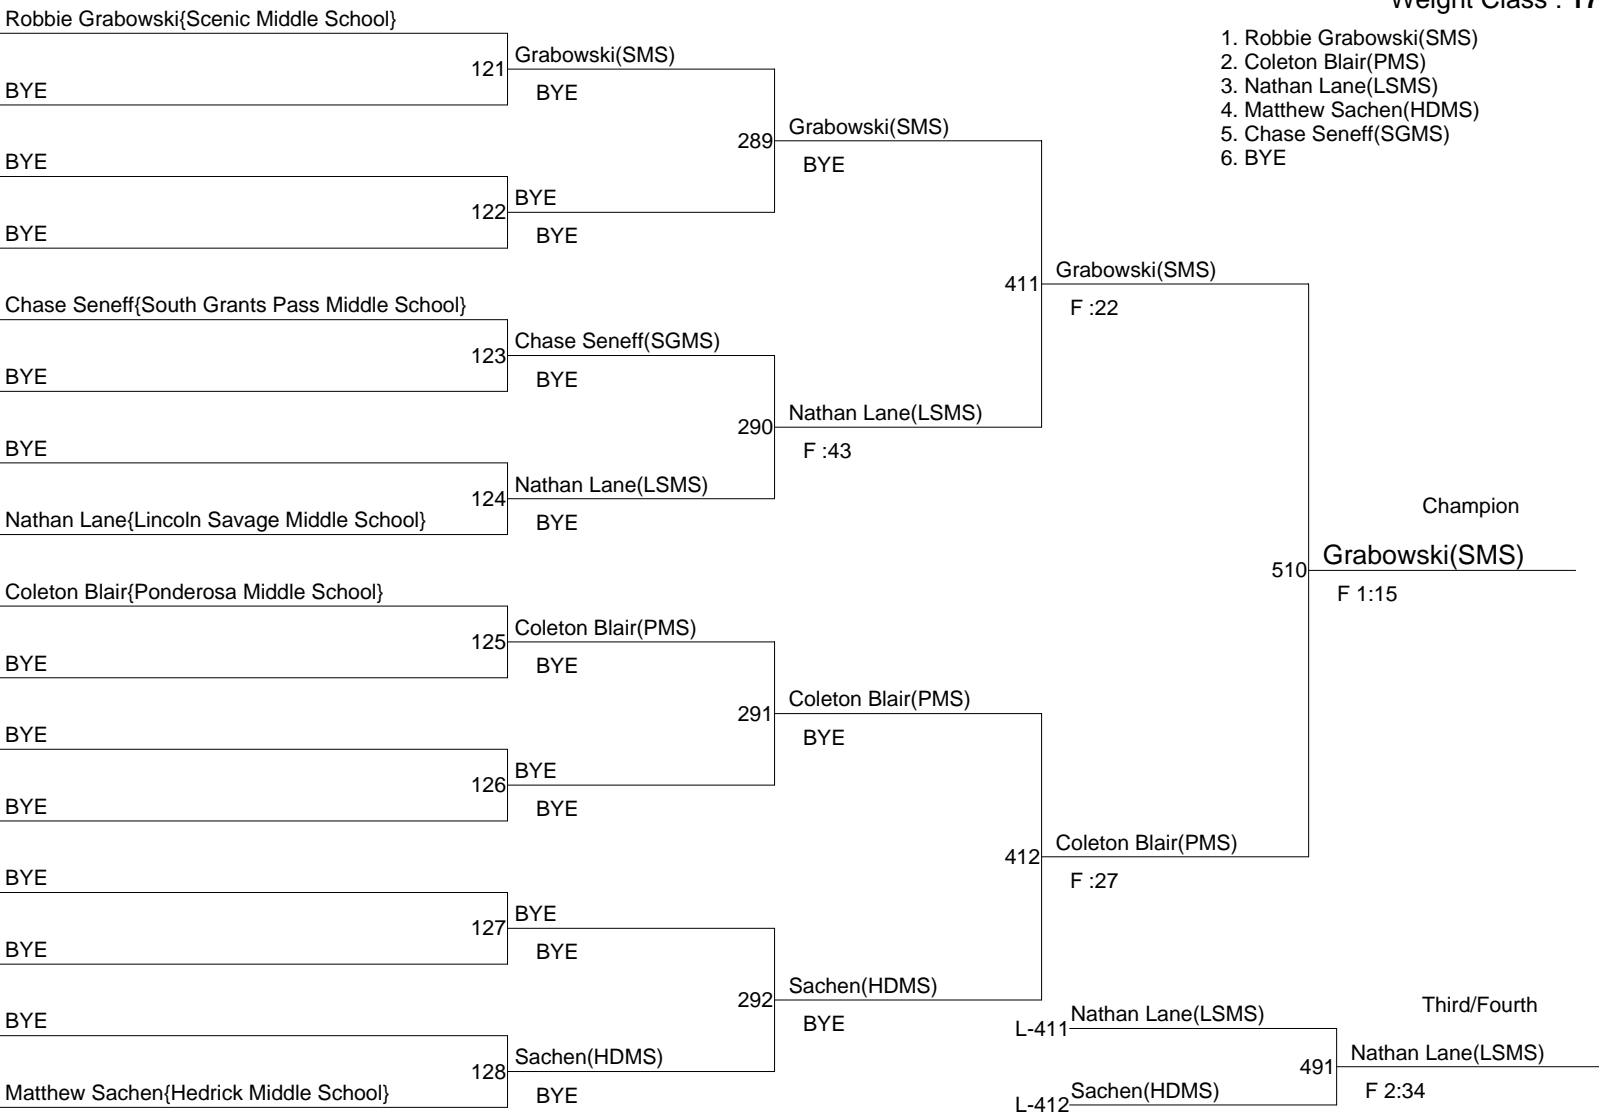 Weight Class : 17
1. Robbie Grabowski(SMS)
2. Coleton Blair(PMS)
3. Nathan Lane(LSMS)
4. Matthew Sachen(HDMS)
5. Chase Seneff(SGMS)
6. BYE
Robbie Grabowski{Scenic Middle School}
BYE
BYE
BYE
Chase Seneff{South Grants Pass Middle School}
BYE
BYE
Nathan Lane{Lincoln Savage Middle School}
Coleton Blair{Ponderosa Middle School}
BYE
BYE
BYE
BYE
BYE
BYE
Matthew Sachen{Hedrick Middle School}
121 Grabowski(SMS)
BYE
122 BYE
BYE
123 Chase Seneff(SGMS)
BYE
124 Nathan Lane(LSMS)
BYE
125 Coleton Blair(PMS)
BYE
126 BYE
BYE
127 BYE
BYE
128 Sachen(HDMS)
BYE
289 Grabowski(SMS)
BYE
290 Nathan Lane(LSMS)
F :43
291 Coleton Blair(PMS)
BYE
292 Sachen(HDMS)
BYE
411 Grabowski(SMS)
F :22
412 Coleton Blair(PMS)
F :27
Champion
510 Grabowski(SMS)
F 1:15
L-411 Nathan Lane(LSMS)
L-412 Sachen(HDMS)
Third/Fourth
491 Nathan Lane(LSMS)
F 2:34